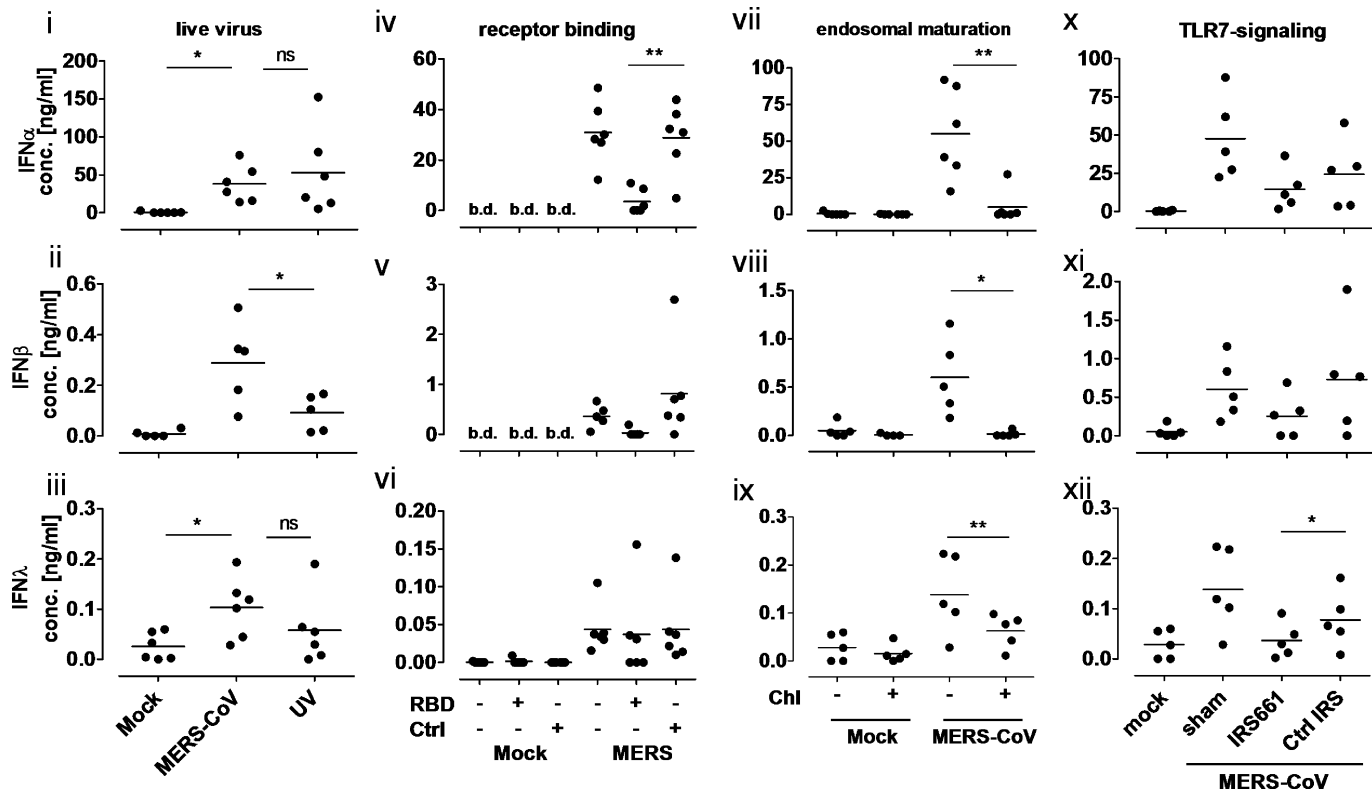 i
live virus
*
ns
200
150
100
50
0
IFNα
conc. [ng/ml]
iv
receptor binding
**
60
40
20
0
b.d. b.d. b.d.
vii
endosomal maturation
**
100
75
50
25
0
x
TLR7-signaling
100
75
50
25
0
ii
*
0.6
0.4
0.2
0.0
IFNβ
conc. [ng/ml]
v
3
2
1
0
b.d. b.d. b.d.
viii
*
1.5
1.0
0.5
0.0
xi
2.0
1.5
1.0
0.5
0.0
iii
*
ns
0.3
0.2
0.1
0.0
IFNλ
conc. [ng/ml]
Mock MERS-CoV UV
vi
0.20
0.15
0.10
0.05
0.00
RBD - + - - + -
Ctrl - - + - - +
Mock MERS
ix
**
0.3
0.2
0.1
0.0
Chl - + - +
Mock MERS-CoV
xii
*
0.3
0.2
0.1
0.0
mock sham IRS661 Ctrl IRS
MERS-CoV